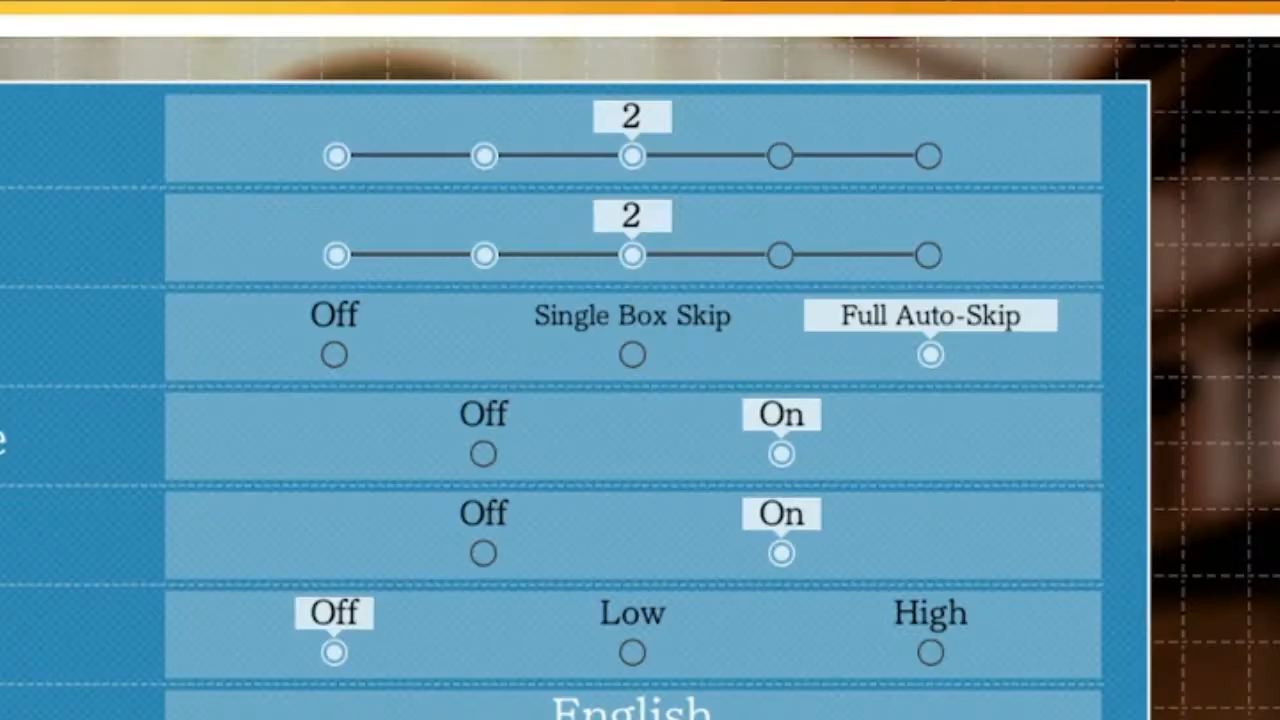 2
2
Off Single Box Skip Full Auto-Skip
Off On
e
Off On
Off Low High
English